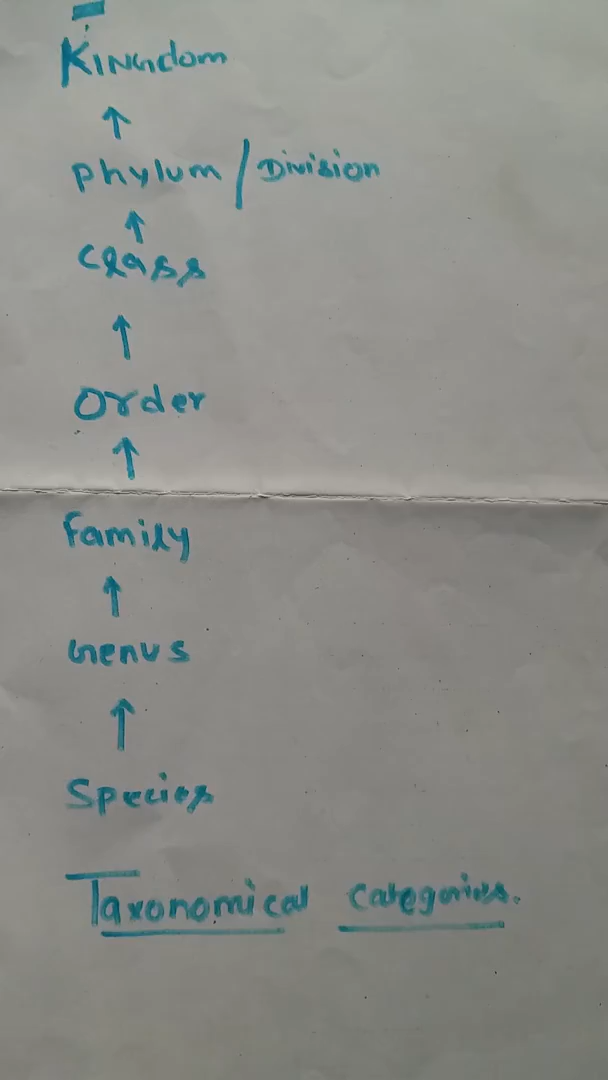 Kingdom
↑
Phylum / Division
↑
Class
↑
Order
↑
Family
↑
Genus
↑
Species
Taxonomical categories.